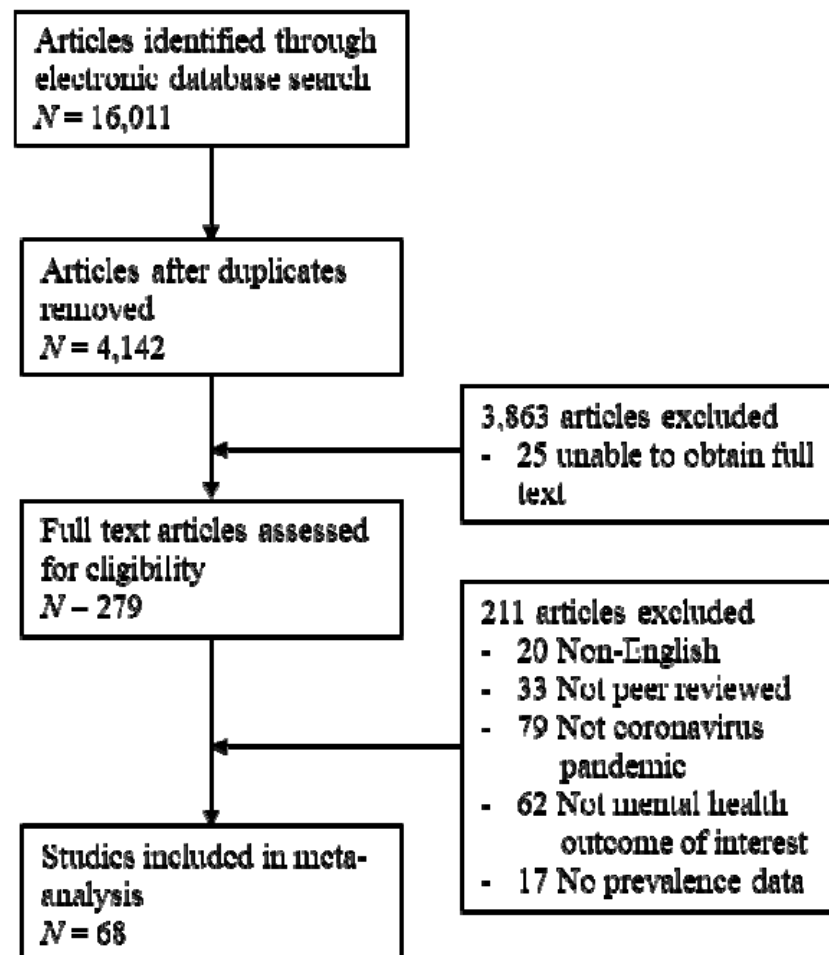 Articles identified through
electronic database search
N = 16,011
Articles after duplicates
removed
N = 4,142
3,863 articles excluded
- 25 unable to obtain full
text
Full text articles assessed
for eligibility
N – 279
211 articles excluded
- 20 Non-English
- 33 Not peer reviewed
- 79 Not coronavirus
pandemic
- 62 Not mental health
outcome of interest
- 17 No prevalence data
Studies included in meta-
analysis
N = 68